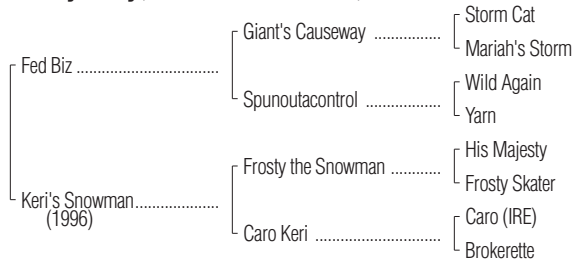 Storm Cat
Giant's Causeway ................
Mariah's Storm
Fed Biz ..................................
Wild Again
Spunoutacontrol ..................
Yarn
His Majesty
Frosty the Snowman ............
Frosty Skater
Keri's Snowman....................
(1996)
Caro (IRE)
Caro Keri ..............................
Brokerette